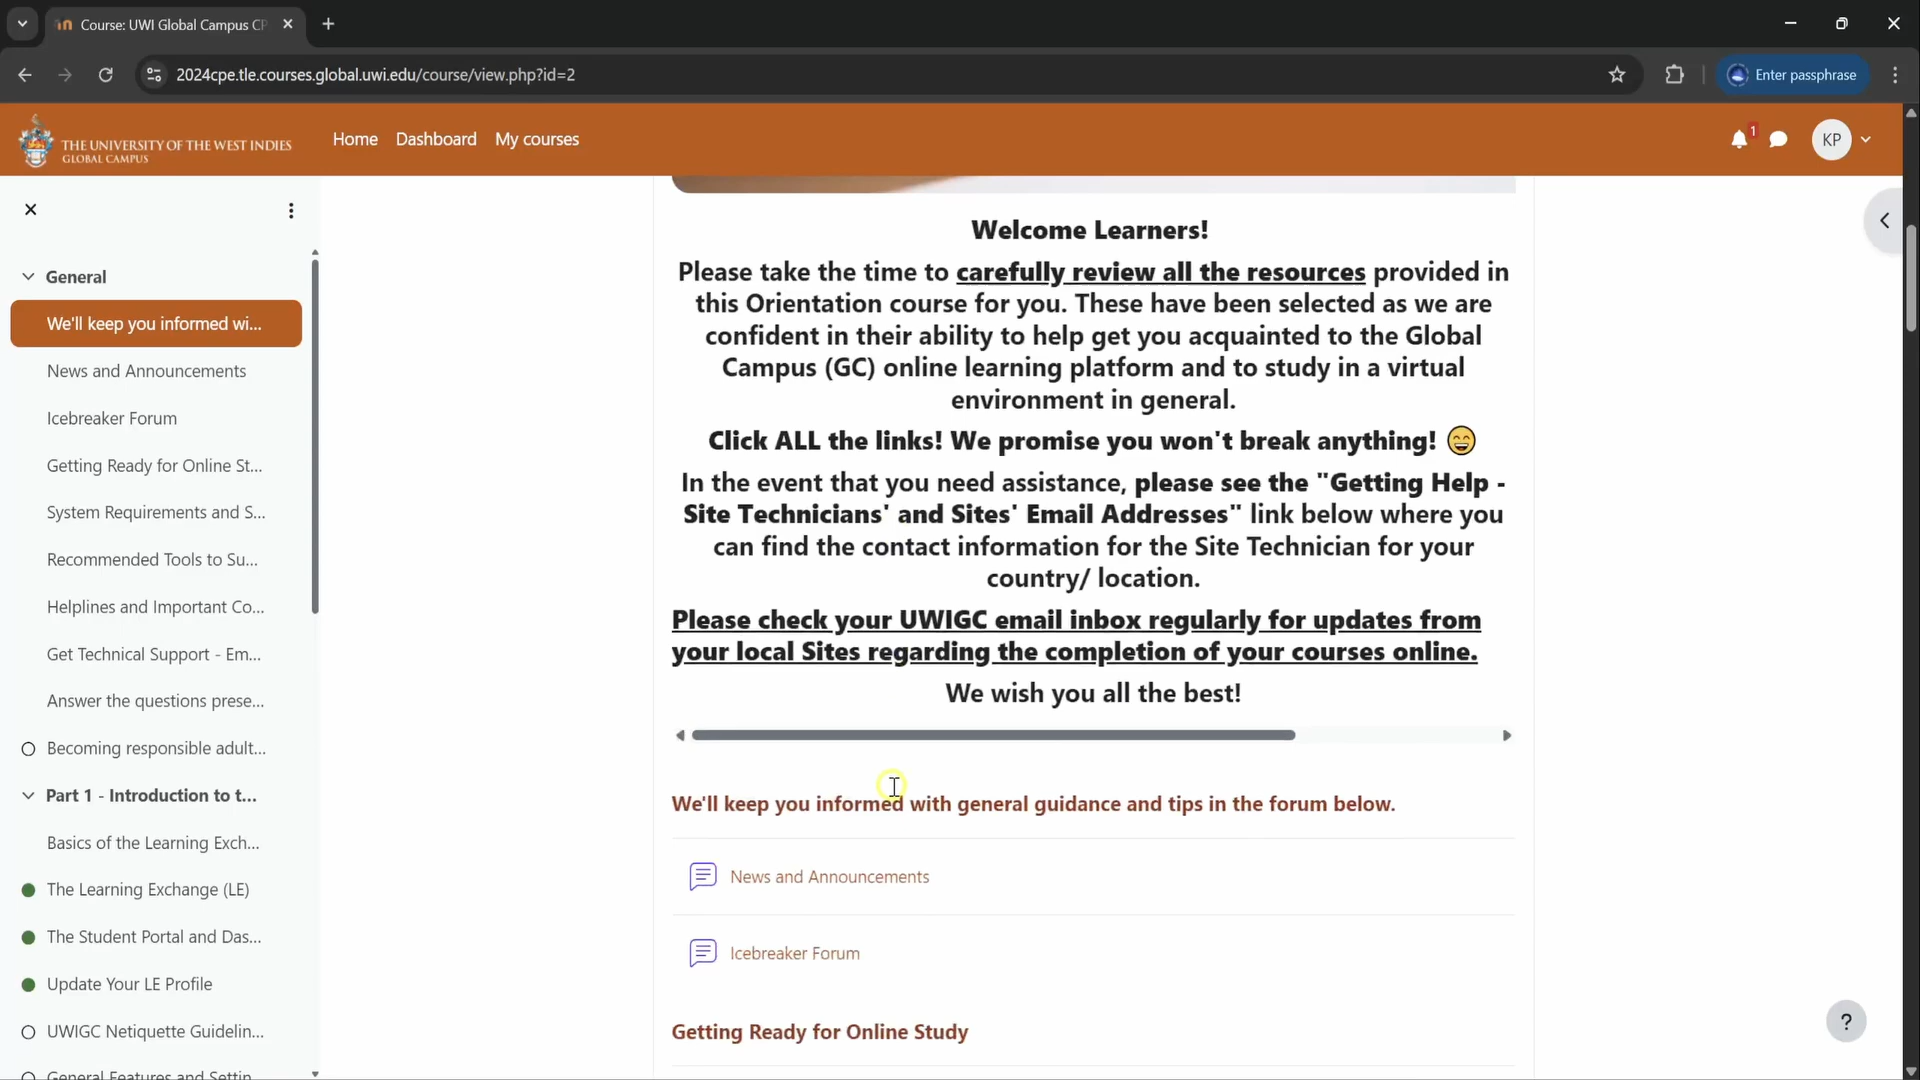 Course: UWI Global Campus CP
2024cpe.tle.courses.global.uwi.edu/course/view.php?id=2
Enter passphrase
THE UNIVERSITY OF THE WEST INDIES
GLOBAL CAMPUS
Home
Dashboard
My courses
1
KP
General
We'll keep you informed wi...
News and Announcements
Icebreaker Forum
Getting Ready for Online St...
System Requirements and S...
Recommended Tools to Su...
Helplines and Important Co...
Get Technical Support - Em...
Answer the questions prese...
Becoming responsible adult...
Part 1 - Introduction to t...
Basics of the Learning Exch...
The Learning Exchange (LE)
The Student Portal and Das...
Update Your LE Profile
UWIGC Netiquette Guidelin...
General Features and Settin...
Welcome Learners!
Please take the time to carefully review all the resources provided in
this Orientation course for you. These have been selected as we are
confident in their ability to help get you acquainted to the Global
Campus (GC) online learning platform and to study in a virtual
environment in general.
Click ALL the links! We promise you won't break anything! 😄
In the event that you need assistance, please see the "Getting Help -
Site Technicians' and Sites' Email Addresses" link below where you
can find the contact information for the Site Technician for your
country/ location.
Please check your UWIGC email inbox regularly for updates from
your local Sites regarding the completion of your courses online.
We wish you all the best!
We'll keep you informed with general guidance and tips in the forum below.
News and Announcements
Icebreaker Forum
Getting Ready for Online Study
?